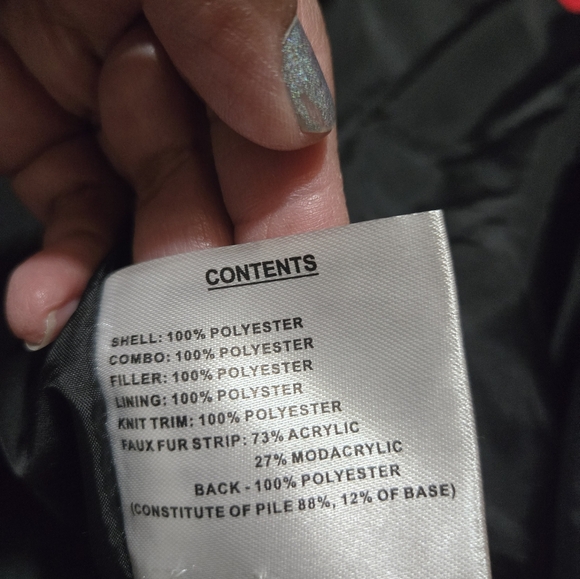 CONTENTS
SHELL: 100% POLYESTER
COMBO: 100% POLYESTER
FILLER: 100% POLYESTER
LINING: 100% POLYSTER
KNIT TRIM: 100% POLYESTER
FAUX FUR STRIP: 73% ACRYLIC
27% MODACRYLIC
BACK - 100% POLYESTER
(CONSTITUTE OF PILE 88%, 12% OF BASE)